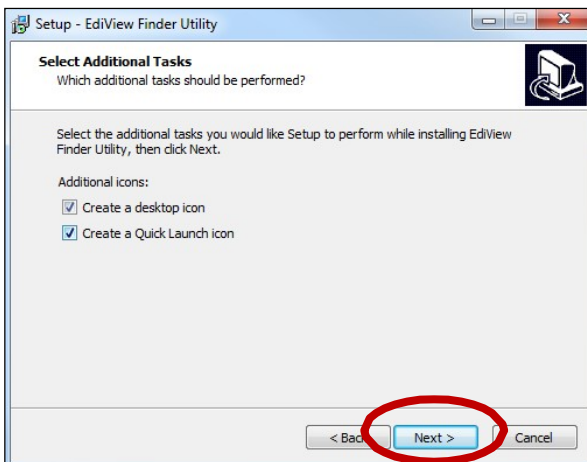 Setup - EdiView Finder Utility
Select Additional Tasks
Which additional tasks should be performed?
Select the additional tasks you would like Setup to perform while installing EdiView
Finder Utility, then click Next.
Additional icons:
Create a desktop icon
Create a Quick Launch icon
< Back Next > Cancel